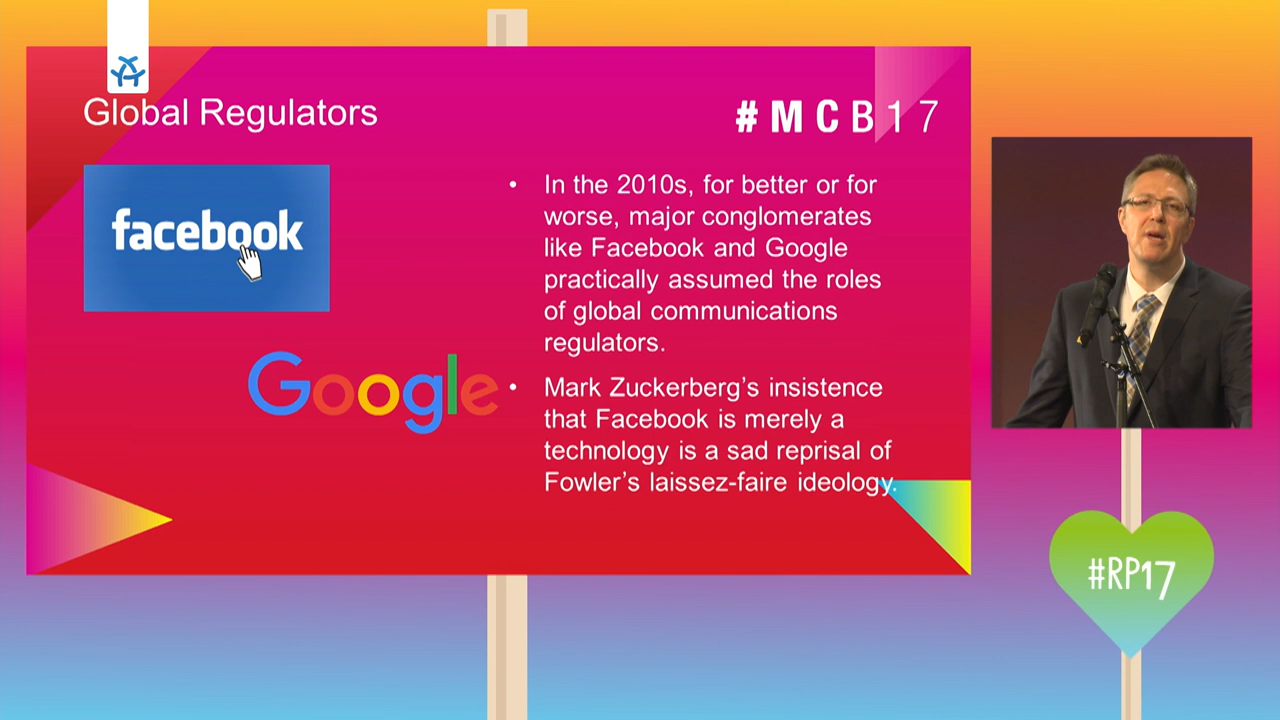 Global Regulators
#MCB17
facebook
Google
• In the 2010s, for better or for
worse, major conglomerates
like Facebook and Google
practically assumed the roles
of global communications
regulators.
• Mark Zuckerberg’s insistence
that Facebook is merely a
technology is a sad reprisal of
Fowler’s laissez-faire ideology.
#RP17